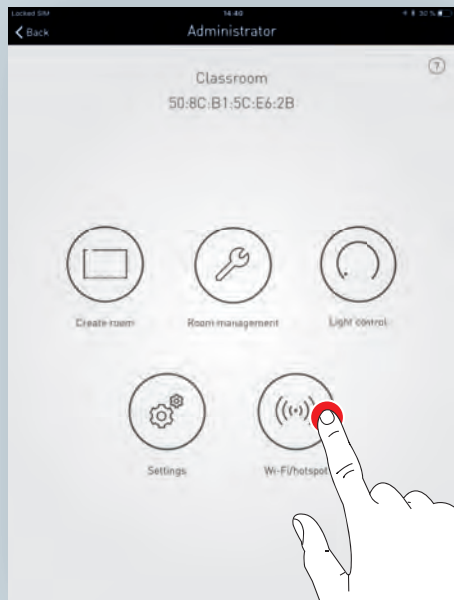 Locked SIM 14:40 30 %
Back Administrator
?
Classroom
50:8C:B1:5C:E6:2B
Create room Room management Light control
Settings Wi-Fi/hotspot